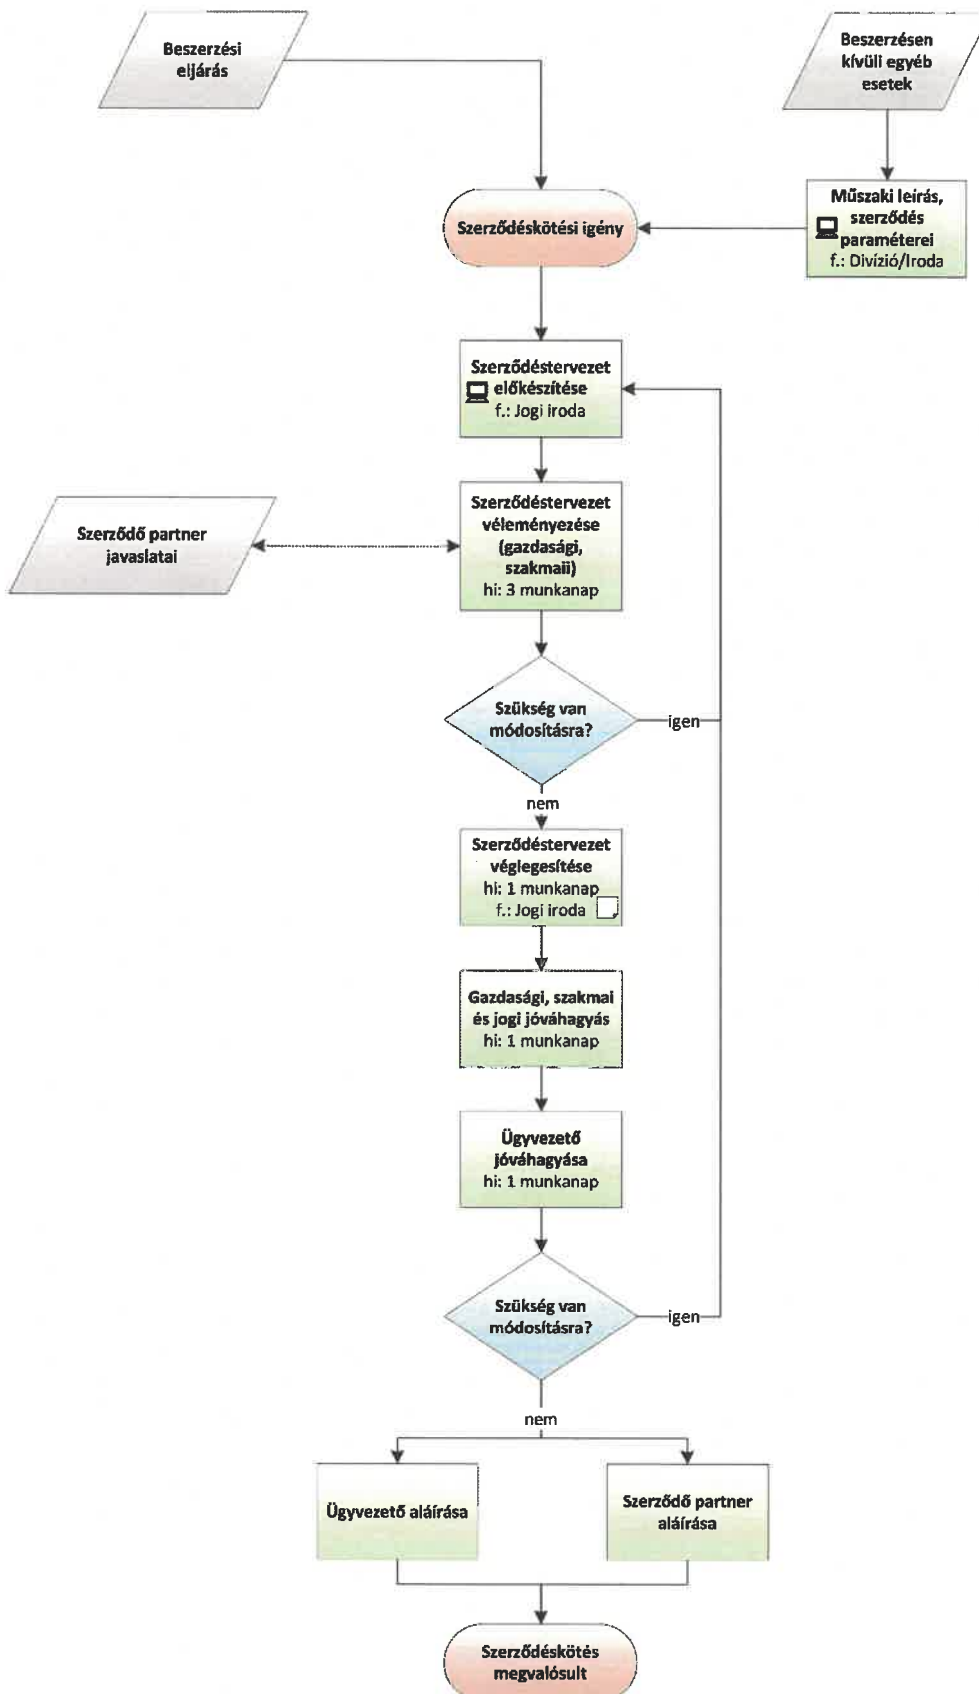 Beszerzési
eljárás
Beszerzésen
kívüli egyéb
esetek
Műszaki leírás,
szerződés
paraméterei
f.: Divízió/Iroda
Szerződéskötési igény
Szerződéstervezet
előkészítése
f.: Jogi iroda
Szerződéstervezet
véleményezése
(gazdasági,
szakmaii)
hi: 3 munkanap
Szerződő partner
javaslatai
Szükség van
módosításra?
igen
nem
Szerződéstervezet
véglegesítése
hi: 1 munkanap
f.: Jogi iroda
Gazdasági, szakmai
és jogi jóváhagyás
hi: 1 munkanap
Ügyvezető
jóváhagyása
hi: 1 munkanap
Szükség van
módosításra?
igen
nem
Ügyvezető aláírása
Szerződő partner
aláírása
Szerződéskötés
megvalósult